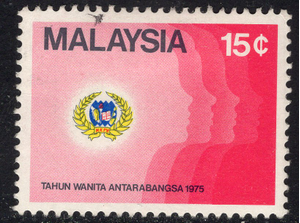 MALAYSIA 15¢
TAHUN WANITA ANTARABANGSA 1975